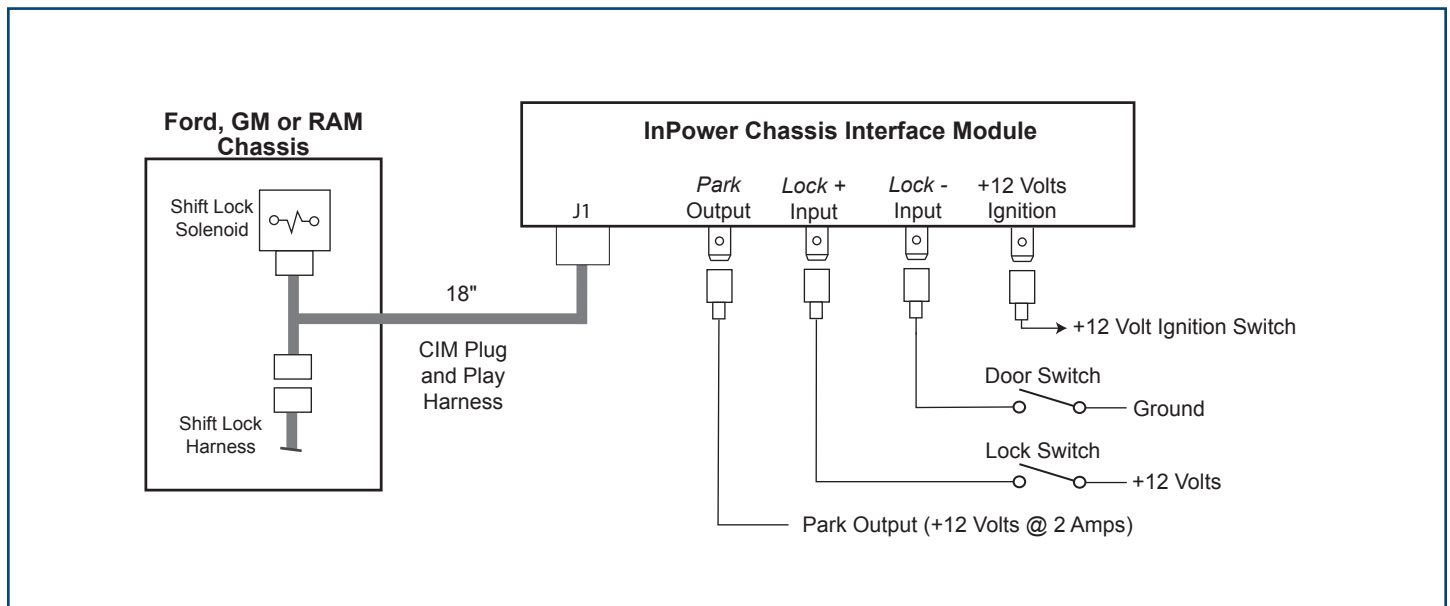 Ford, GM or RAM
Chassis
Shift Lock
Solenoid
Shift Lock
Harness
18"
CIM Plug
and Play
Harness
InPower Chassis Interface Module
J1
Park
Output
Lock +
Input
Lock -
Input
+12 Volts
Ignition
+12 Volt Ignition Switch
Door Switch
Ground
Lock Switch
+12 Volts
Park Output (+12 Volts @ 2 Amps)